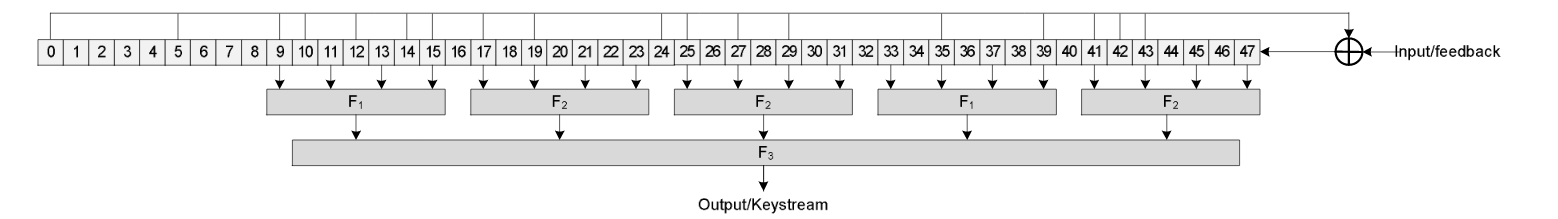 0 1 2 3 4 5 6 7 8 9 10 11 12 13 14 15 16 17 18 19 20 21 22 23 24 25 26 27 28 29 30 31 32 33 34 35 36 37 38 39 40 41 42 43 44 45 46 47 Input/feedback
F₁ F₂ F₂ F₁ F₂
F₃
Output/Keystream